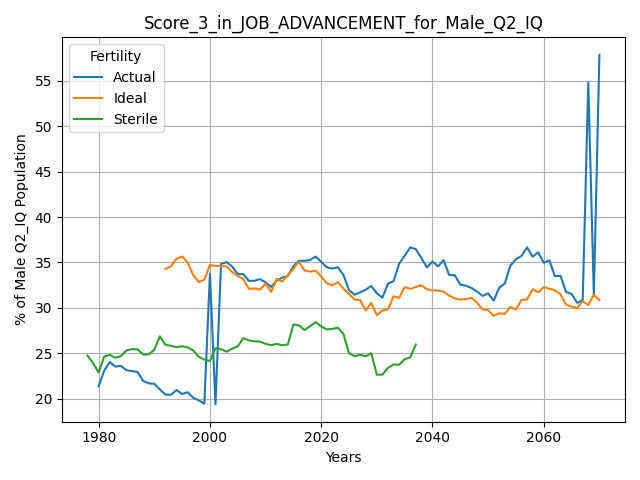 Score_3_in_JOB_ADVANCEMENT_for_Male_Q2_IQ
Fertility
Actual
Ideal
Sterile
% of Male Q2_IQ Population
55
50
45
40
35
30
25
20
1980 2000 2020 2040 2060
Years